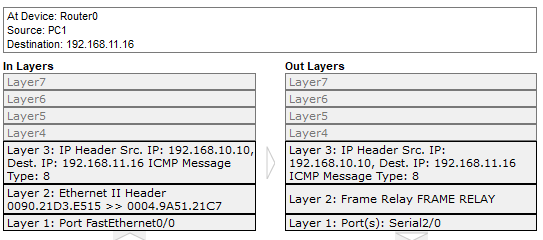 At Device: Router0
Source: PC1
Destination: 192.168.11.16
In Layers
Layer7
Layer6
Layer5
Layer4
Layer 3: IP Header Src. IP: 192.168.10.10,
Dest. IP: 192.168.11.16 ICMP Message
Type: 8
Layer 2: Ethernet II Header
0090.21D3.E515 >> 0004.9A51.21C7
Layer 1: Port FastEthernet0/0
Out Layers
Layer7
Layer6
Layer5
Layer4
Layer 3: IP Header Src. IP:
192.168.10.10, Dest. IP: 192.168.11.16
ICMP Message Type: 8
Layer 2: Frame Relay FRAME RELAY
Layer 1: Port(s): Serial2/0